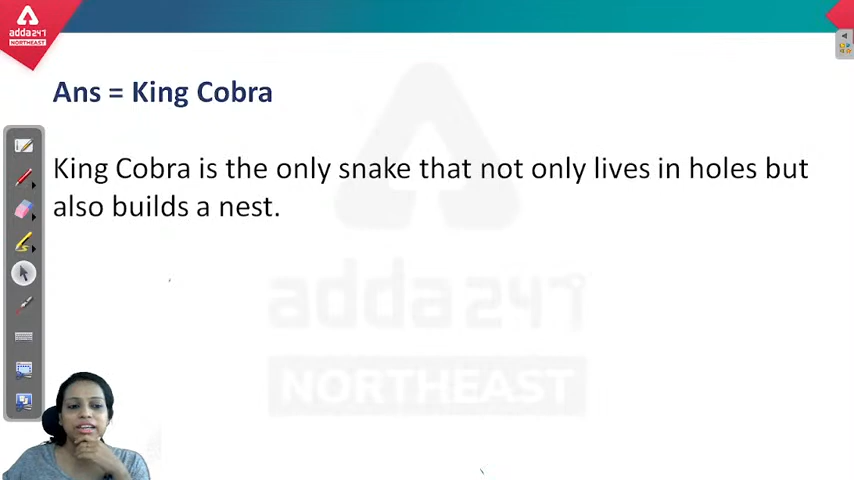 adda247
NORTHEAST
Ans = King Cobra
King Cobra is the only snake that not only lives in holes but
also builds a nest.
adda247
NORTHEAST